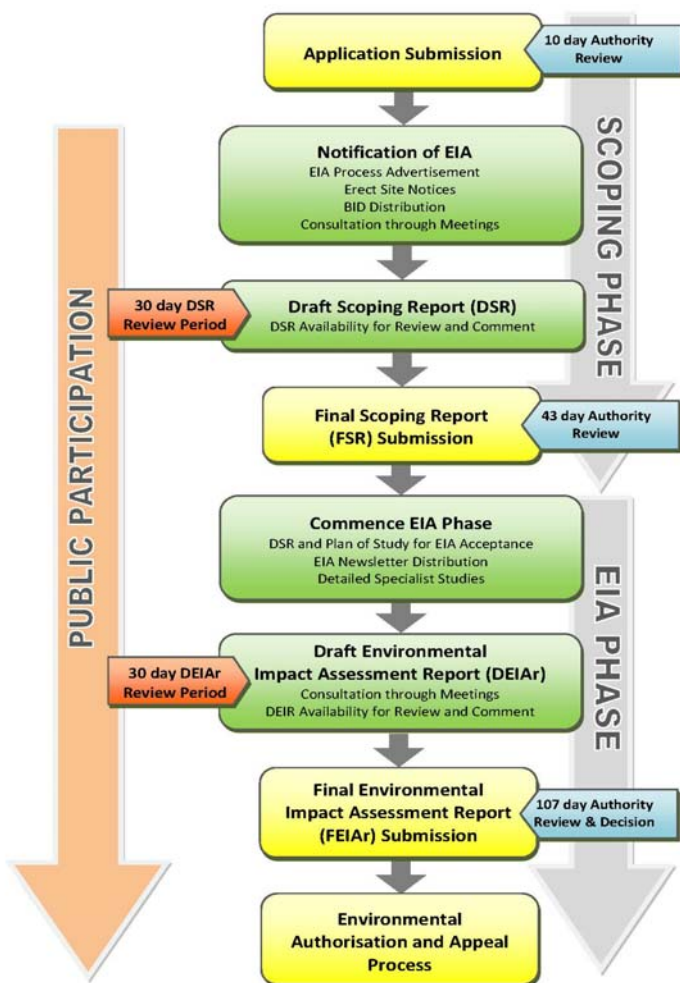 Application Submission
10 day Authority
Review
SCOPING PHASE
Notification of EIA
EIA Process Advertisement
Erect Site Notices
BID Distribution
Consultation through Meetings
PUBLIC PARTICIPATION
30 day DSR
Review Period
Draft Scoping Report (DSR)
DSR Availability for Review and Comment
Final Scoping Report
(FSR) Submission
43 day Authority
Review
Commence EIA Phase
DSR and Plan of Study for EIA Acceptance
EIA Newsletter Distribution
Detailed Specialist Studies
EIA PHASE
30 day DEIAr
Review Period
Draft Environmental
Impact Assessment Report (DEIAr)
Consultation through Meetings
DEIR Availability for Review and Comment
Final Environmental
Impact Assessment Report
(FEIAr) Submission
107 day Authority
Review & Decision
Environmental
Authorisation and Appeal
Process